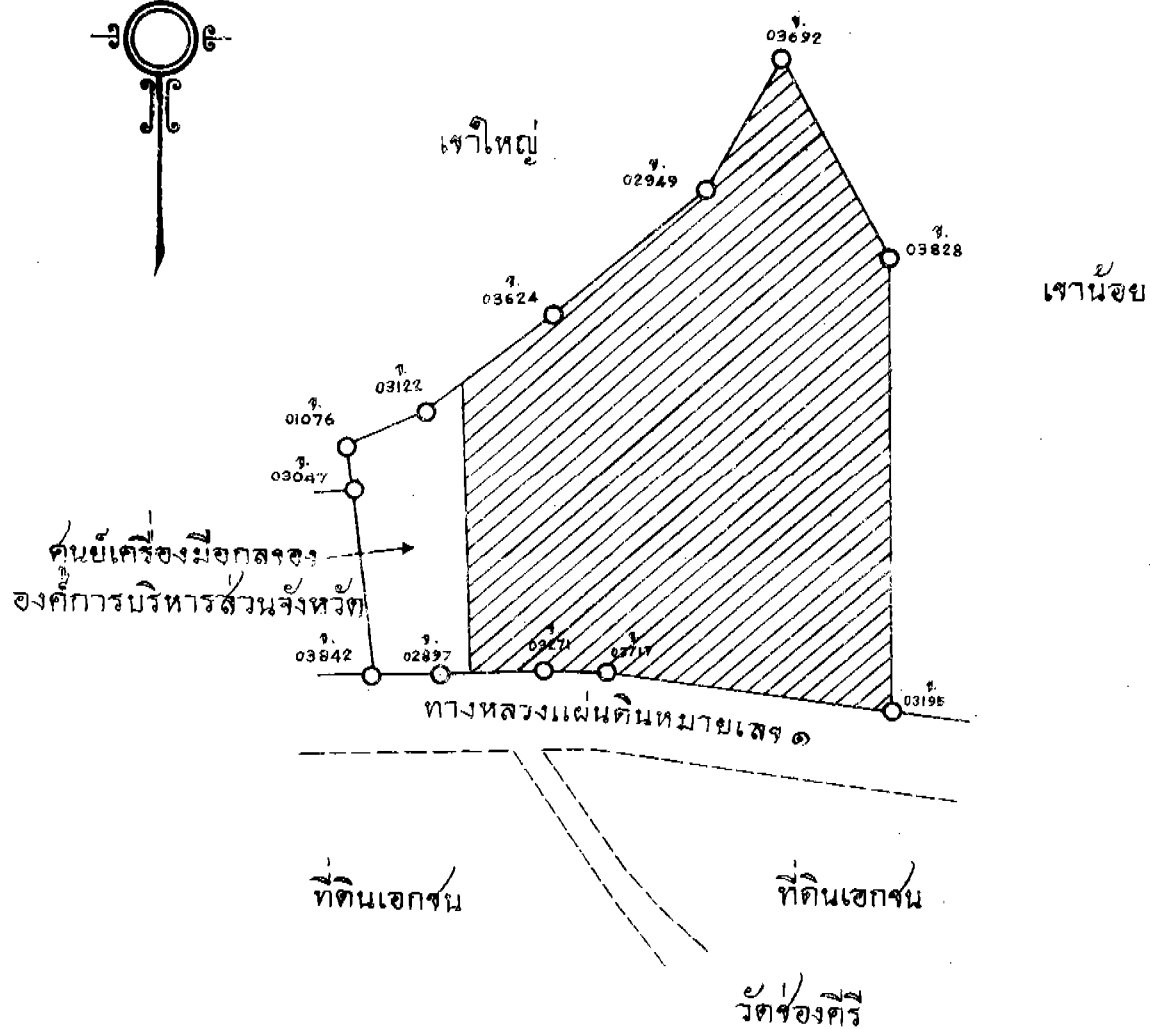 ข.
03692
เขาใหญ่
ข.
02949
ข.
03828
เขาน้อย
ข.
03624
ข.
03122
ข.
01076
ข.
03047
ศูนย์เครื่องมือกลของ
องค์การบริหารส่วนจังหวัด
ข.
03842
ข.
02897
ข.
03271
ข.
03717
ข.
03195
ทางหลวงแผ่นดินหมายเลข ๑
ที่ดินเอกชน
ที่ดินเอกชน
วัดช่องคีรี